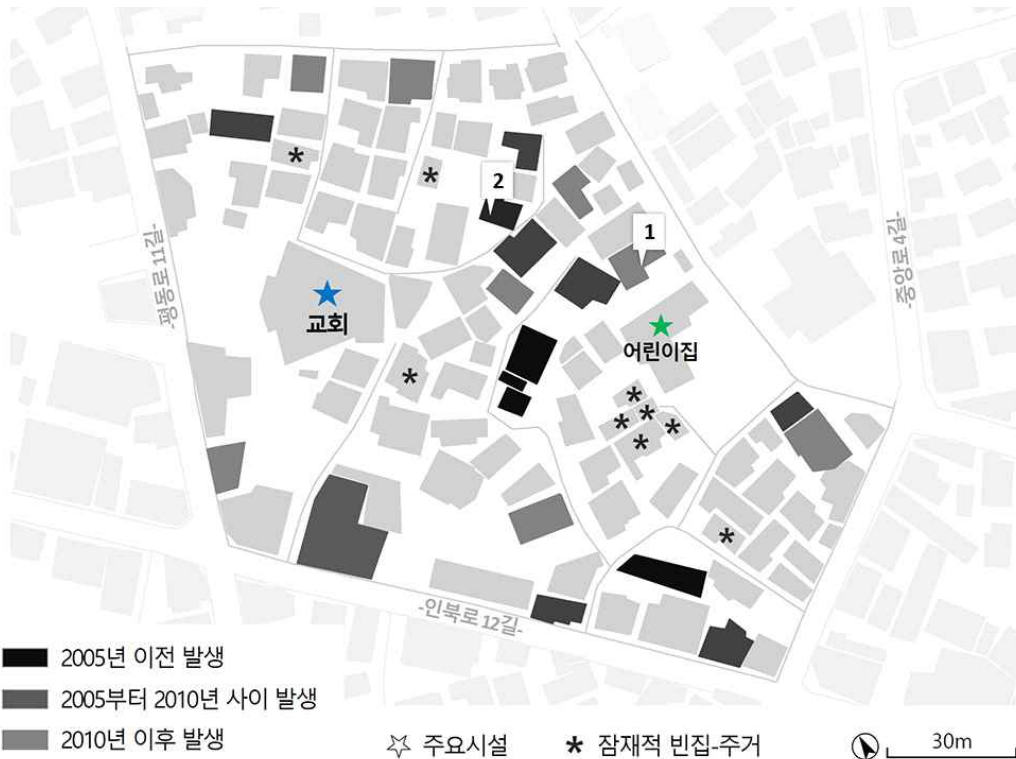 2
1
-평동로 11길-
-중앙로 4길-
교회
어린이집
-인북로 12길-
2005년 이전 발생
2005부터 2010년 사이 발생
2010년 이후 발생
주요시설
잠재적 빈집-주거
30m